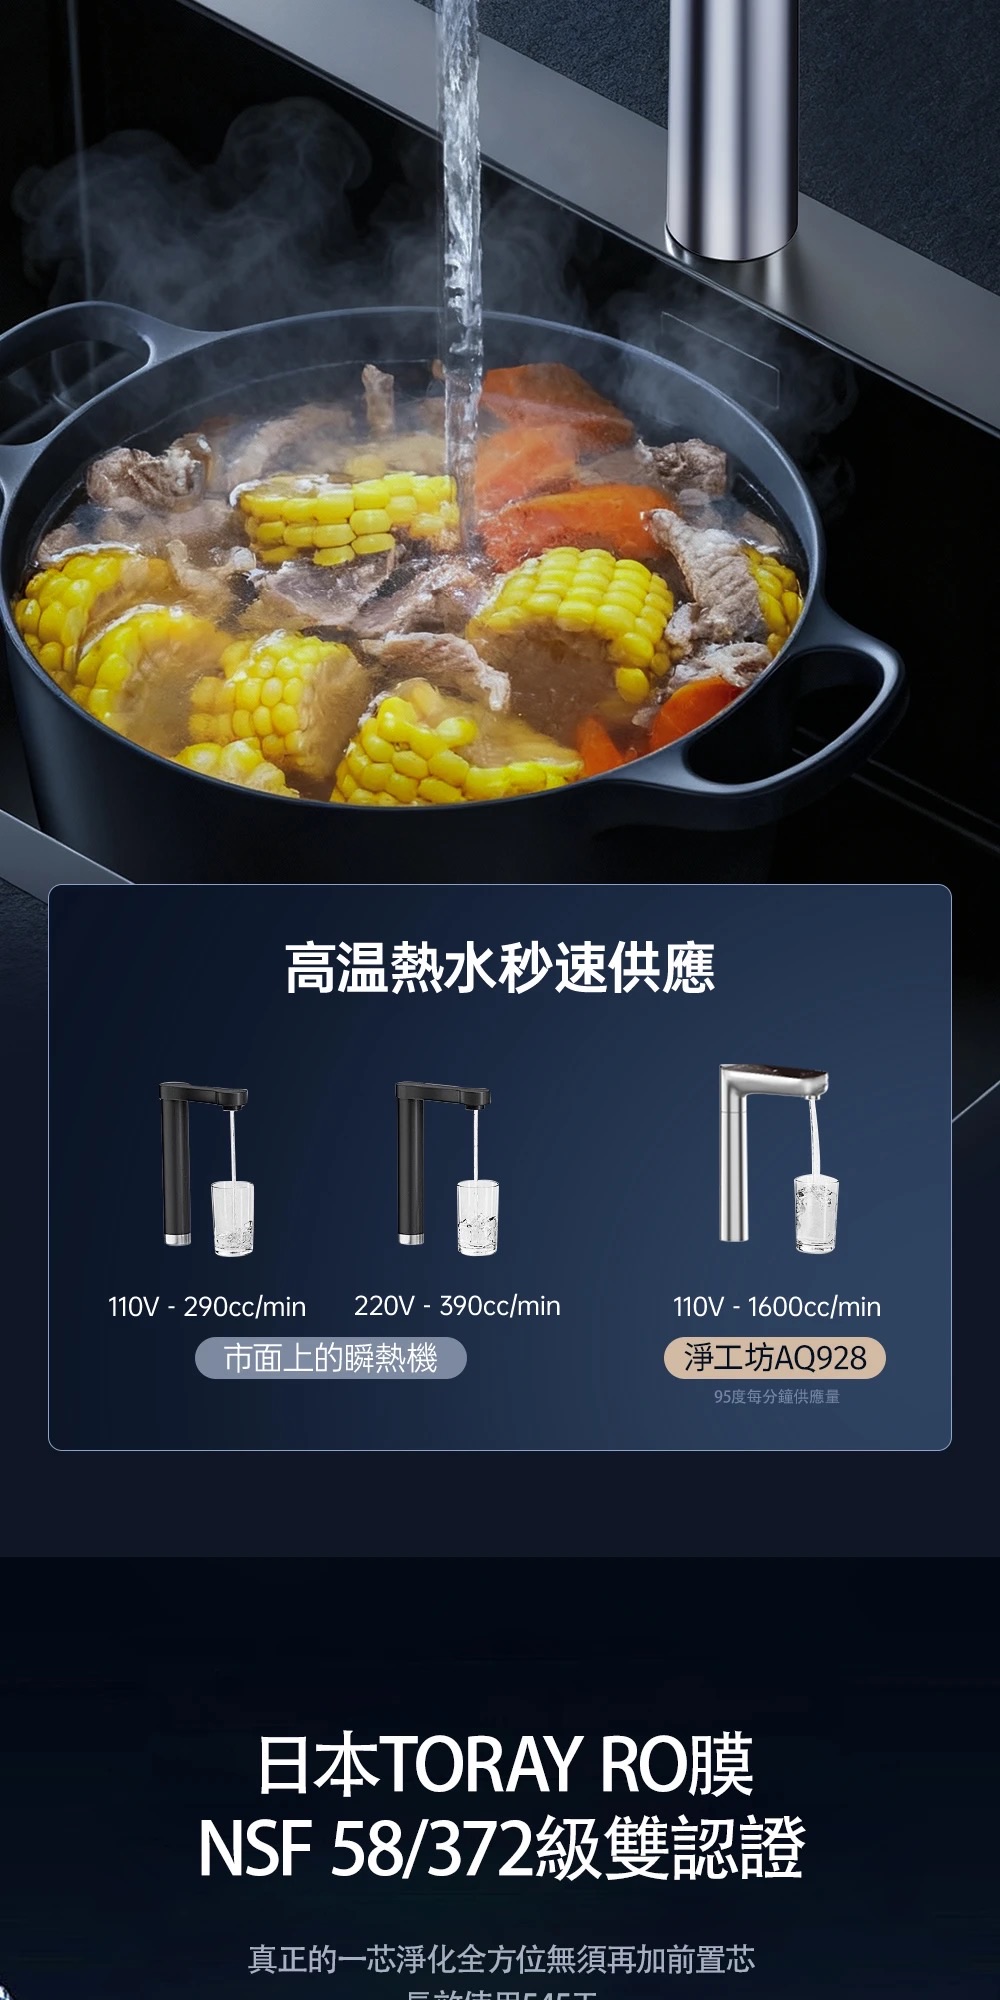 高温熱水秒速供應
110V - 290cc/min
220V - 390cc/min
110V - 1600cc/min
市面上的瞬熱機
淨工坊AQ928
95度每分鐘供應量
日本TORAY RO膜
NSF 58/372級雙認證
真正的一芯淨化全方位無須再加前置芯